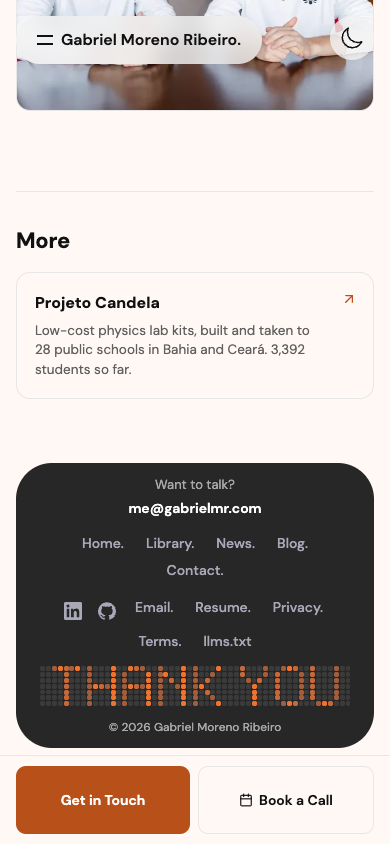 Gabriel Moreno Ribeiro.
More
Projeto Candela
Low-cost physics lab kits, built and taken to
28 public schools in Bahia and Ceará. 3,392
students so far.
Want to talk?
me@gabrielmr.com
Home. Library. News. Blog.
Contact.
Email. Resume. Privacy.
Terms. llms.txt
THANK YOU
© 2026 Gabriel Moreno Ribeiro
Get in Touch Book a Call